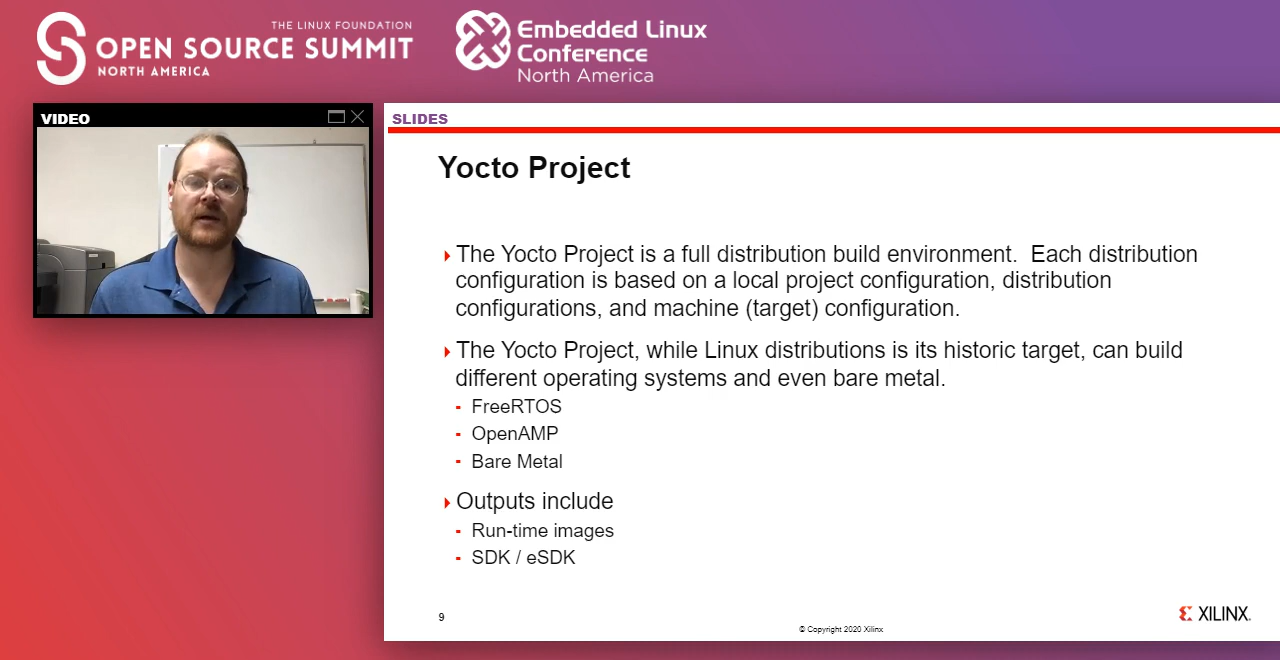 THE LINUX FOUNDATION
OPEN SOURCE SUMMIT
NORTH AMERICA
Embedded Linux
Conference
North America
VIDEO
SLIDES
Yocto Project
The Yocto Project is a full distribution build environment.  Each distribution
configuration is based on a local project configuration, distribution
configurations, and machine (target) configuration.
The Yocto Project, while Linux distributions is its historic target, can build
different operating systems and even bare metal.
- FreeRTOS
- OpenAMP
- Bare Metal
Outputs include
- Run-time images
- SDK / eSDK
9
© Copyright 2020 Xilinx
XILINX.